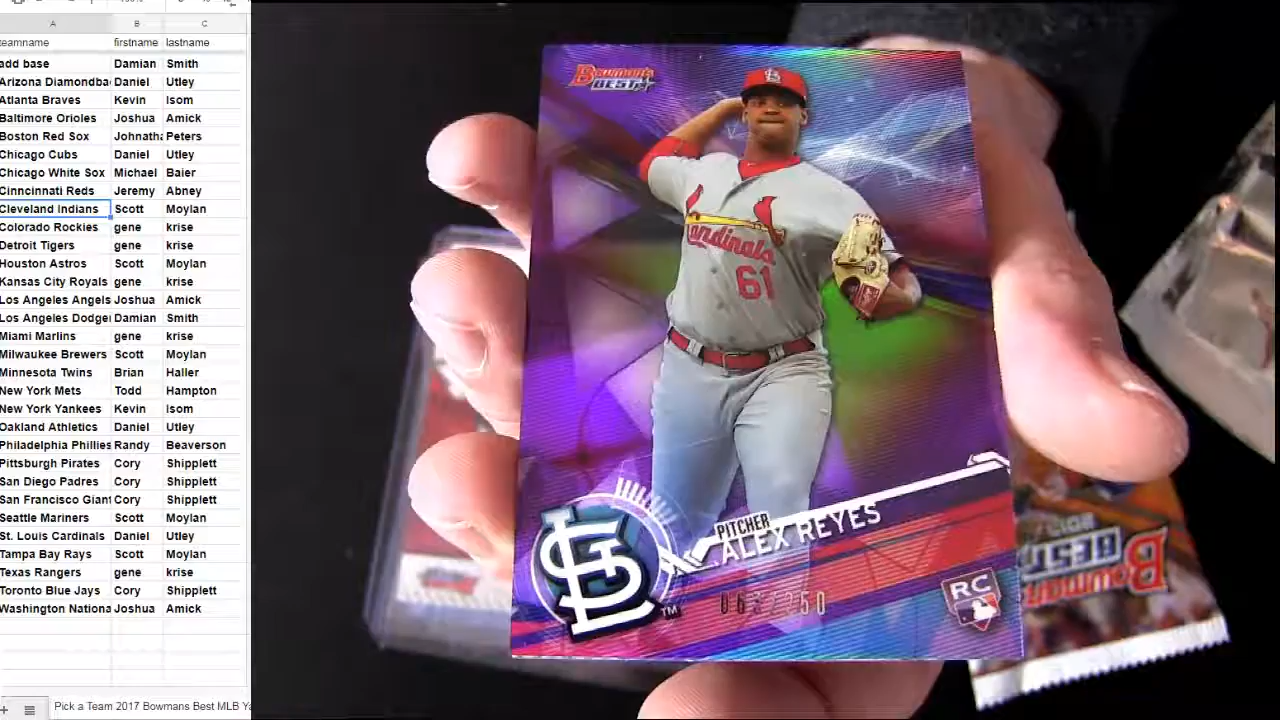 A B C
teamname firstname lastname
add base Damian Smith
Arizona Diamondba Daniel Utley
Atlanta Braves Kevin Isom
Baltimore Orioles Joshua Amick
Boston Red Sox Johnatha Peters
Chicago Cubs Daniel Utley
Chicago White Sox Michael Baier
Cinncincinati Reds Jeremy Abney
Cleveland Indians Scott Moylan
Colorado Rockies gene krise
Detroit Tigers gene krise
Houston Astros Scott Moylan
Kansas City Royals gene krise
Los Angeles Angels Joshua Amick
Los Angeles Dodger Damian Smith
Miami Marlins gene krise
Milwaukee Brewers Scott Moylan
Minnesota Twins Brian Haller
New York Mets Todd Hampton
New York Yankees Kevin Isom
Oakland Athletics Daniel Utley
Philadelphia Phillies Randy Beaverson
Pittsburgh Pirates Cory Shipplett
San Diego Padres Cory Shipplett
San Francisco Giant Cory Shipplett
Seattle Mariners Scott Moylan
St. Louis Cardinals Daniel Utley
Tampa Bay Rays Scott Moylan
Texas Rangers gene krise
Toronto Blue Jays Cory Shipplett
Washington Nationa Joshua Amick
Pick a Team 2017 Bowmans Best MLB Ya
BOWMAN'S
BEST
Cardinals
61
PITCHER
ALEX REYES
STL
TM
RC
2017
BOWMAN'S
BEST